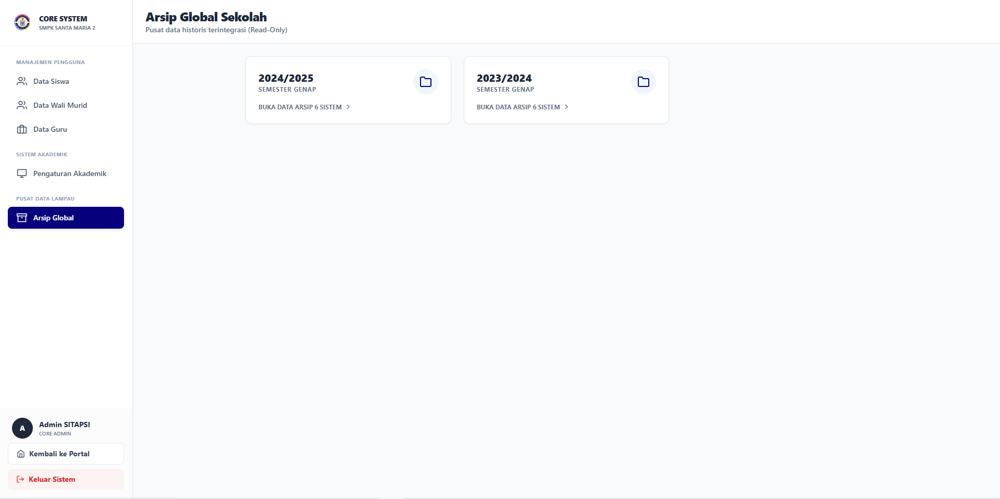 CORE SYSTEM
SMPK SANTA MARIA 2
MANAJEMEN PENGGUNA
Data Siswa
Data Wali Murid
Data Guru
SISTEM AKADEMIK
Pengaturan Akademik
PUSAT DATA LAMPAU
Arsip Global
A
Admin SITAPSI
CORE ADMIN
Kembali ke Portal
Keluar Sistem
Arsip Global Sekolah
Pusat data historis terintegrasi (Read-Only)
2024/2025
SEMESTER GENAP
BUKA DATA ARSIP 6 SISTEM
2023/2024
SEMESTER GENAP
BUKA DATA ARSIP 6 SISTEM